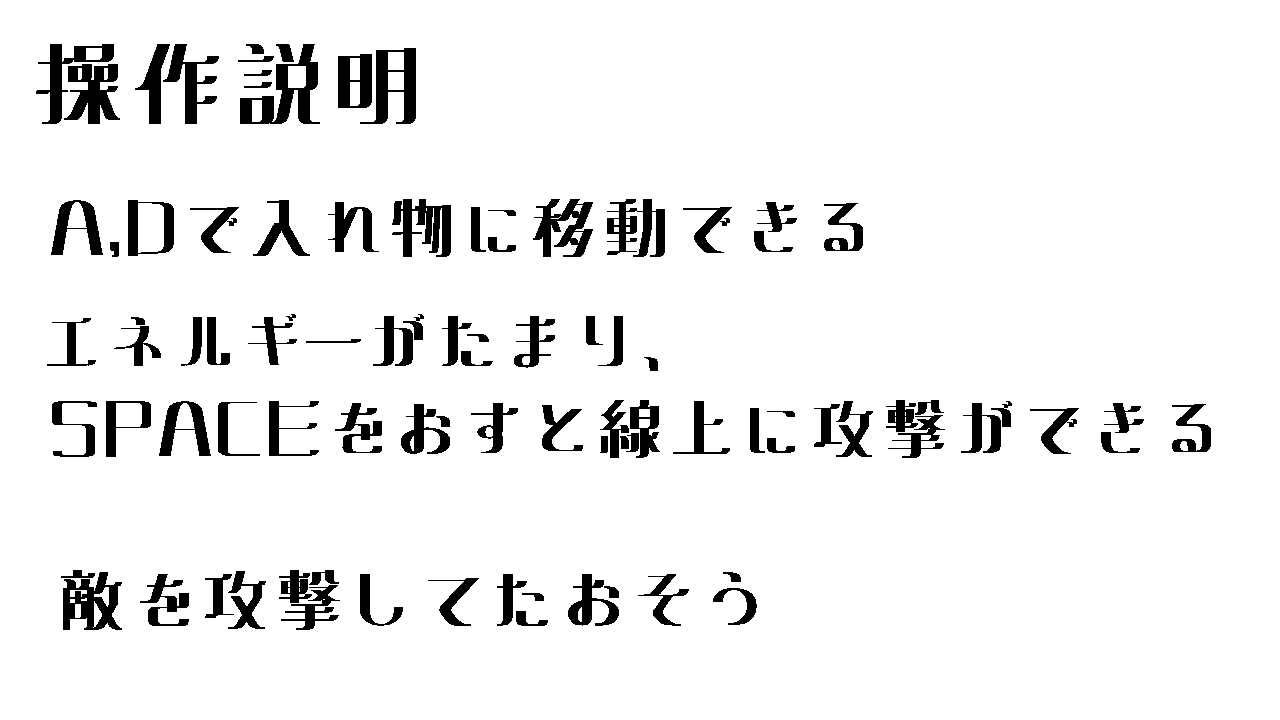 操作説明
A,Dで入れ物に移動できる
エネルギーがたまり、
SPACEをおすと線上に攻撃ができる
敵を攻撃してたおそう